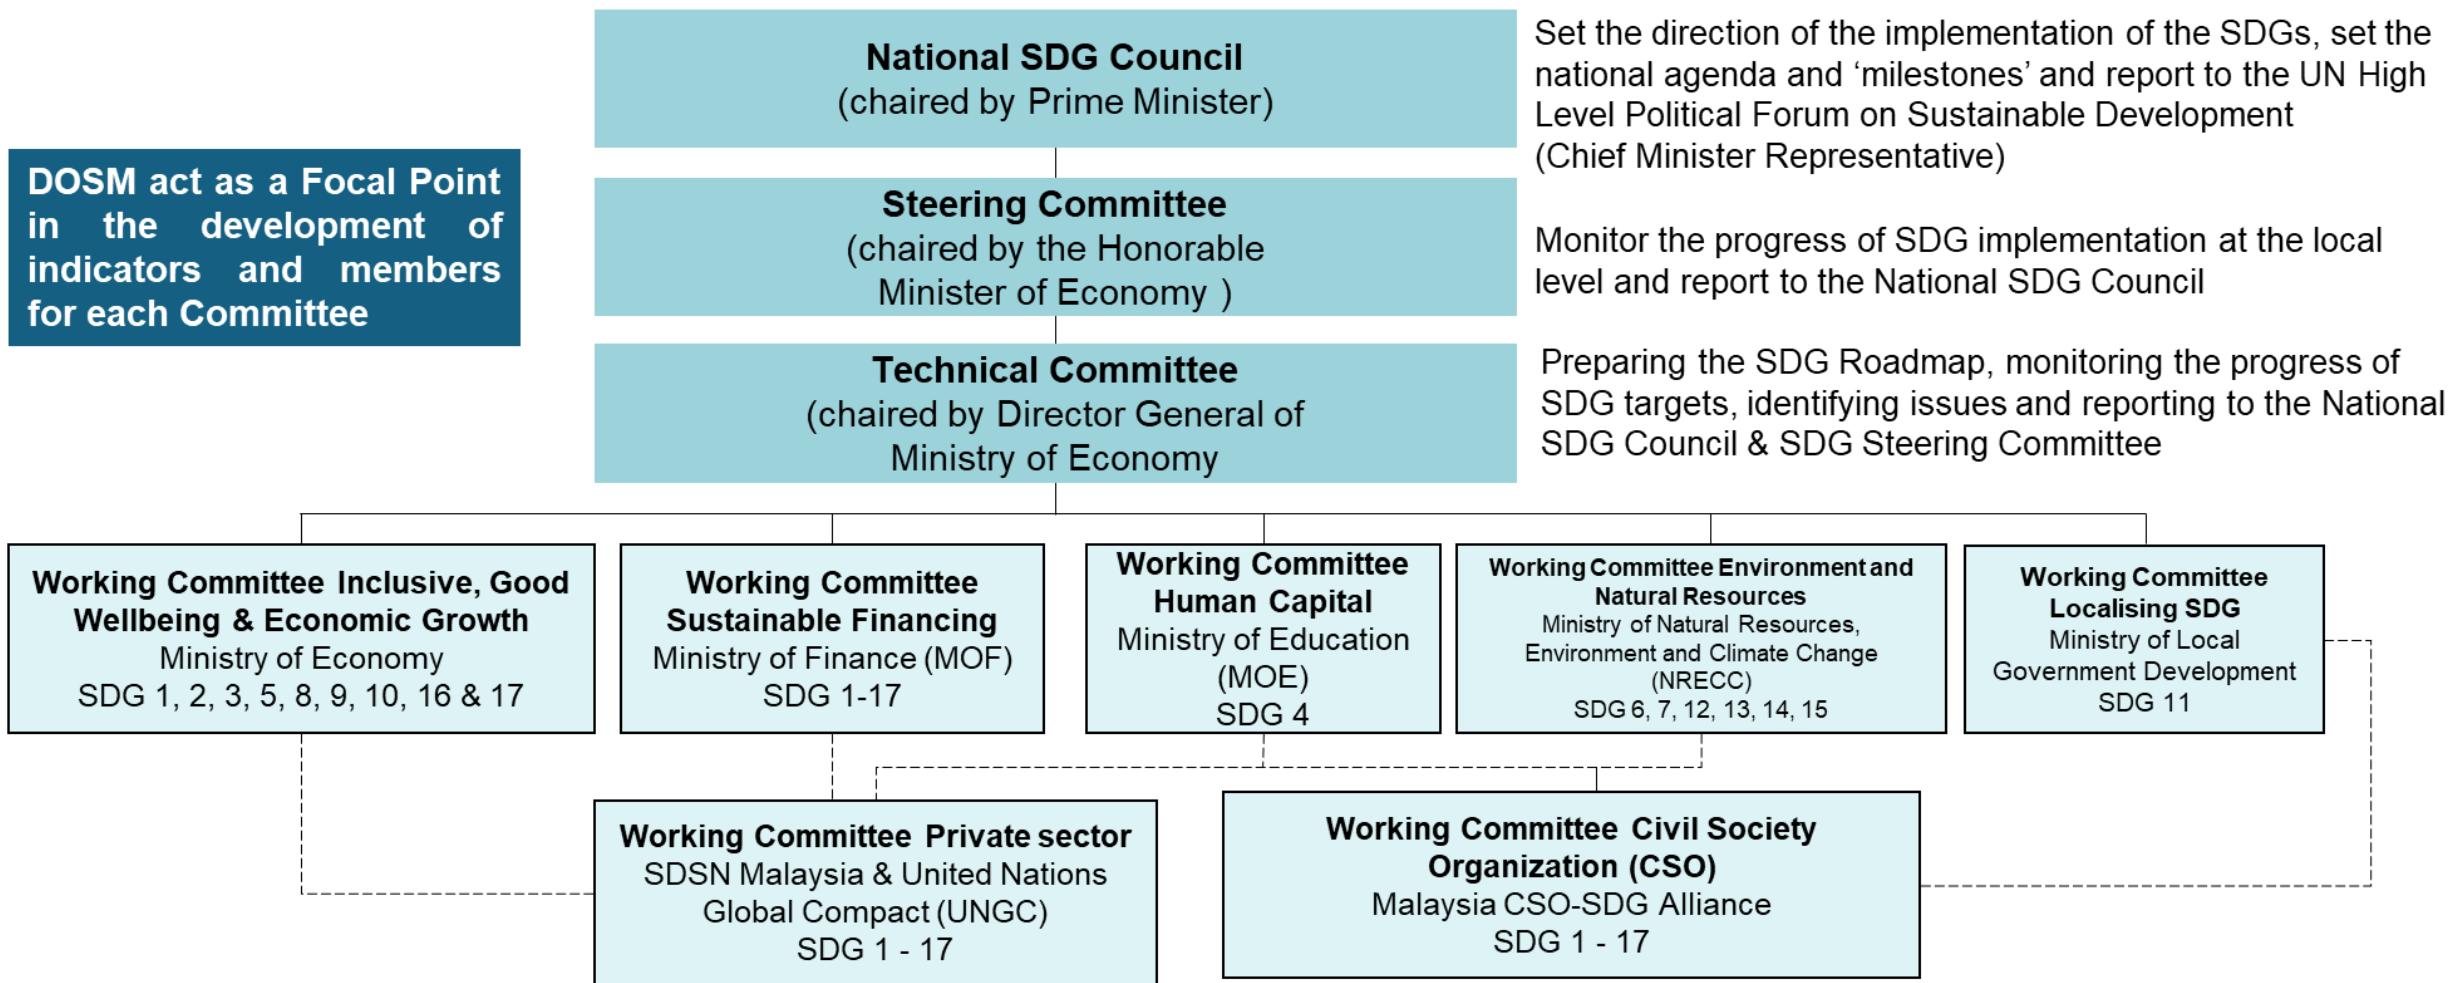 National SDG Council
(chaired by Prime Minister)
Set the direction of the implementation of the SDGs, set the
national agenda and ‘milestones’ and report to the UN High
Level Political Forum on Sustainable Development
(Chief Minister Representative)
DOSM act as a Focal Point
in the development of
indicators and members
for each Committee
Steering Committee
(chaired by the Honorable
Minister of Economy )
Monitor the progress of SDG implementation at the local
level and report to the National SDG Council
Technical Committee
(chaired by Director General of
Ministry of Economy
Preparing the SDG Roadmap, monitoring the progress of
SDG targets, identifying issues and reporting to the National
SDG Council & SDG Steering Committee
Working Committee Inclusive, Good
Wellbeing & Economic Growth
Ministry of Economy
SDG 1, 2, 3, 5, 8, 9, 10, 16 & 17
Working Committee
Sustainable Financing
Ministry of Finance (MOF)
SDG 1-17
Working Committee
Human Capital
Ministry of Education
(MOE)
SDG 4
Working Committee Environment and
Natural Resources
Ministry of Natural Resources,
Environment and Climate Change
(NRECC)
SDG 6, 7, 12, 13, 14, 15
Working Committee
Localising SDG
Ministry of Local
Government Development
SDG 11
Working Committee Private sector
SDSN Malaysia & United Nations
Global Compact (UNGC)
SDG 1 - 17
Working Committee Civil Society
Organization (CSO)
Malaysia CSO-SDG Alliance
SDG 1 - 17